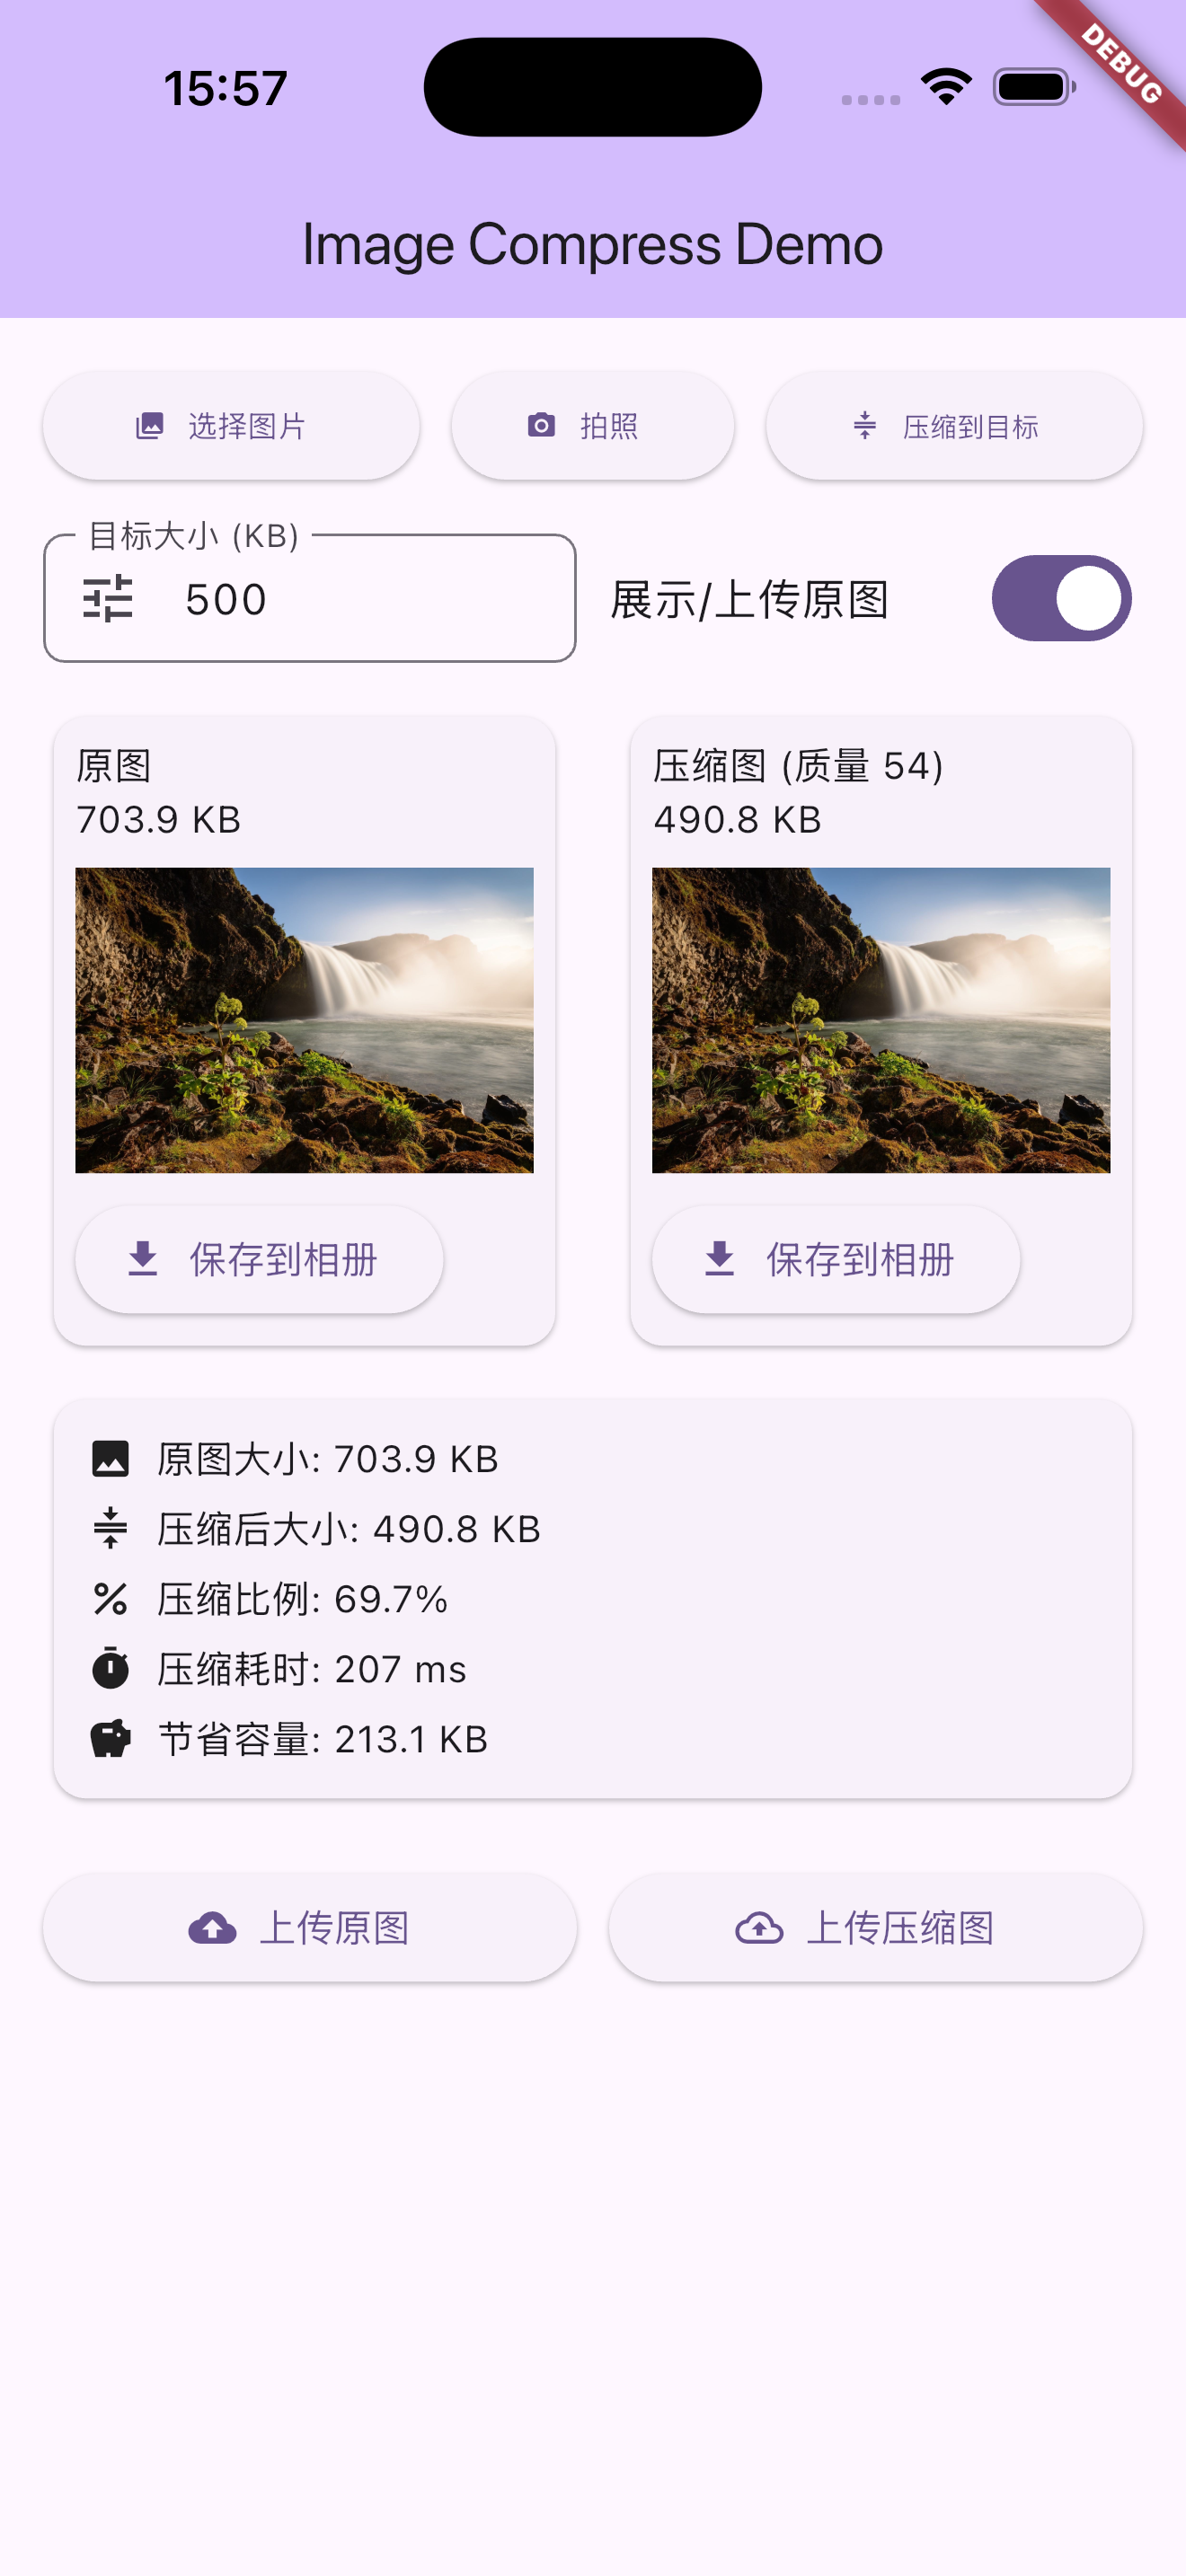 15:57
DEBUG
Image Compress Demo
选择图片
拍照
压缩到目标
目标大小 (KB)
500
展示/上传原图
原图
703.9 KB
压缩图 (质量 54)
490.8 KB
保存到相册
保存到相册
原图大小: 703.9 KB
压缩后大小: 490.8 KB
压缩比例: 69.7%
压缩耗时: 207 ms
节省容量: 213.1 KB
上传原图
上传压缩图